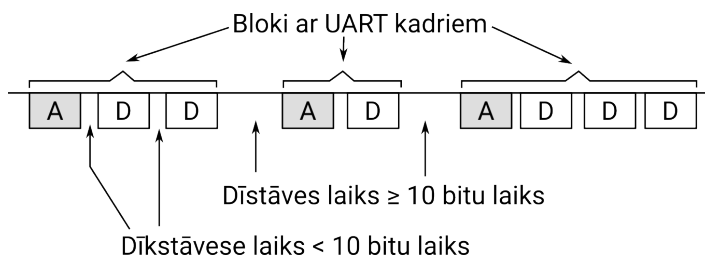 Bloki ar UART kadriem
A D D A D A D D D
Dīstāves laiks ≥ 10 bitu laiks
Dīkstāvese laiks < 10 bitu laiks